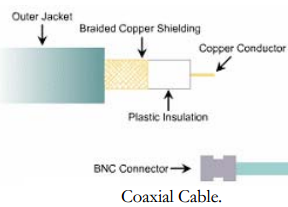 Outer Jacket
Braided Copper Shielding
Copper Conductor
Plastic Insulation
BNC Connector
Coaxial Cable.